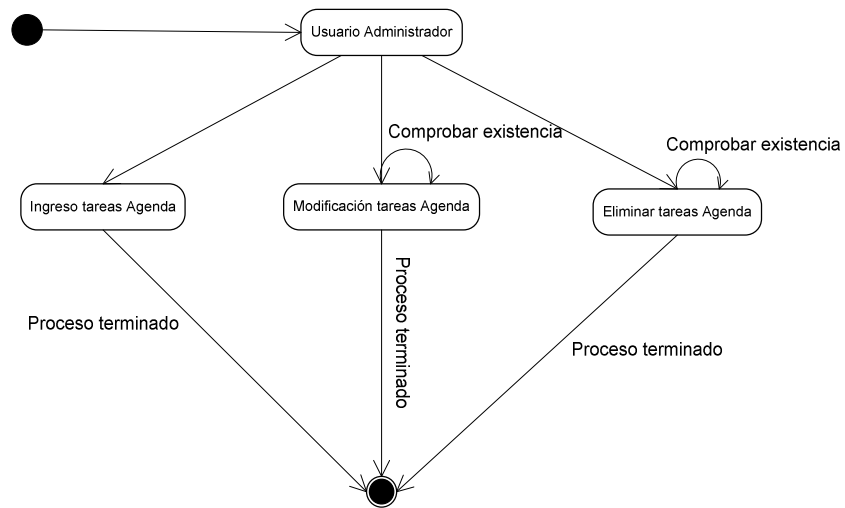 Usuario Administrador
Comprobar existencia
Comprobar existencia
Ingreso tareas Agenda
Modificación tareas Agenda
Eliminar tareas Agenda
Proceso terminado
Proceso terminado
Proceso terminado